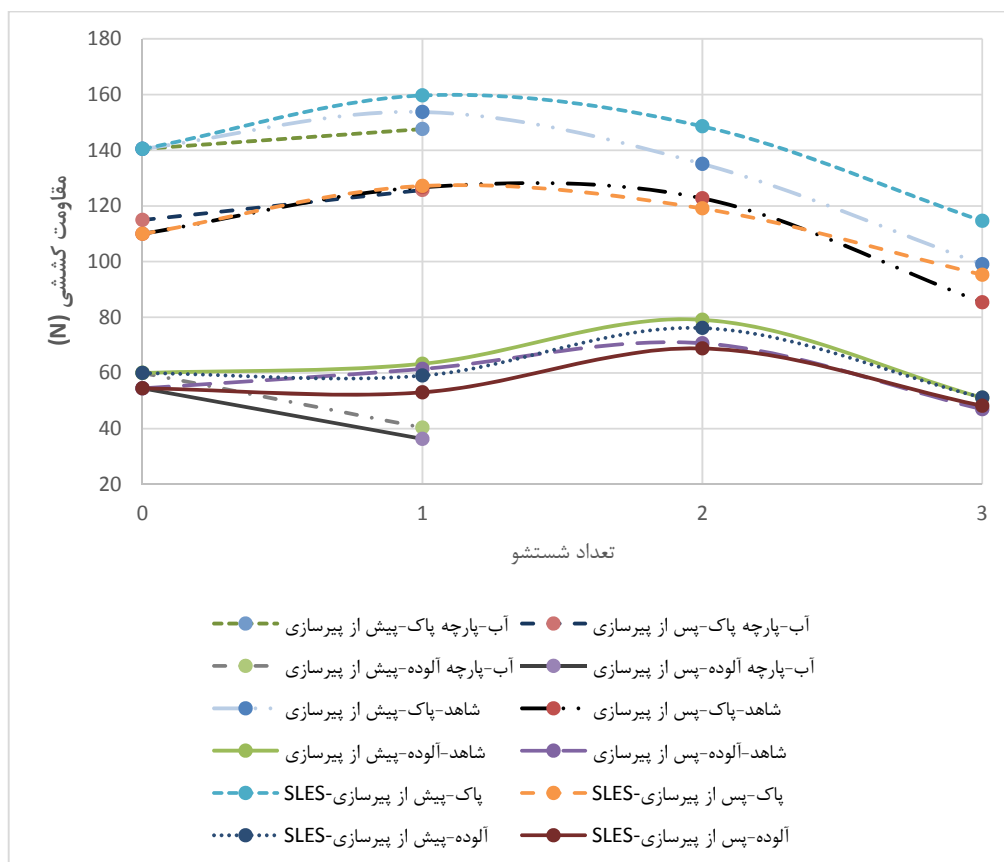 180
160
140
120
100
80
60
40
20
مقاومت کششی (N)
0 1 2 3
تعداد شستشو
آب-پارچه پاک-پیش از پیرسازی
آب-پارچه پاک-پس از پیرسازی
آب-پارچه آلوده-پیش از پیرسازی
آب-پارچه آلوده-پس از پیرسازی
شاهد-پاک-پیش از پیرسازی
شاهد-پاک-پس از پیرسازی
شاهد-آلوده-پیش از پیرسازی
شاهد-آلوده-پس از پیرسازی
SLES-پاک-پیش از پیرسازی
SLES-پاک-پس از پیرسازی
SLES-آلوده-پیش از پیرسازی
SLES-آلوده-پس از پیرسازی